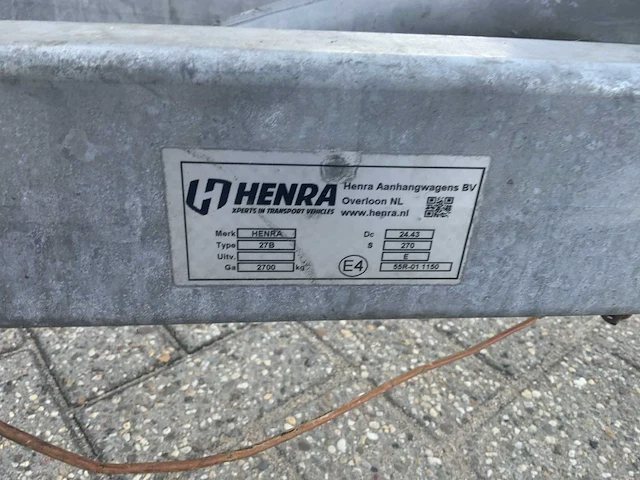 HENRA
XPERTS IN TRANSPORT VEHICLES
Henra Aanhangwagens BV
Overloon NL
www.henra.nl
Merk HENRA
Type 27B
Uitv.
Ga 2700 kg
Dc 24.43
S 270
E
E4 55R-01 1150